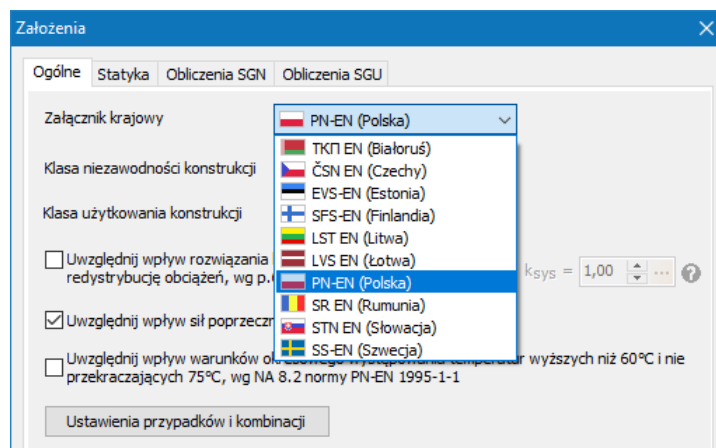 Założenia
Ogólne Statyka Obliczenia SGN Obliczenia SGU
Załącznik krajowy PN-EN (Polska)
ТКП EN (Białoruś)
Klasa niezawodności konstrukcji ČSN EN (Czechy)
EVS-EN (Estonia)
Klasa użytkowania konstrukcji SFS-EN (Finlandia)
LST EN (Litwa)
Uwzględnij wpływ rozwiązania LVS EN (Łotwa)
redystrybucję obciążeń, wg p. PN-EN (Polska) ksys = 1,00 ... ?
SR EN (Rumunia)
Uwzględnij wpływ sił poprzeczn STN EN (Słowacja)
SS-EN (Szwecja)
Uwzględnij wpływ warunków okresowego występowania temperatur wyższych niż 60°C i nie
przekraczających 75°C, wg NA 8.2 normy PN-EN 1995-1-1
Ustawienia przypadków i kombinacji